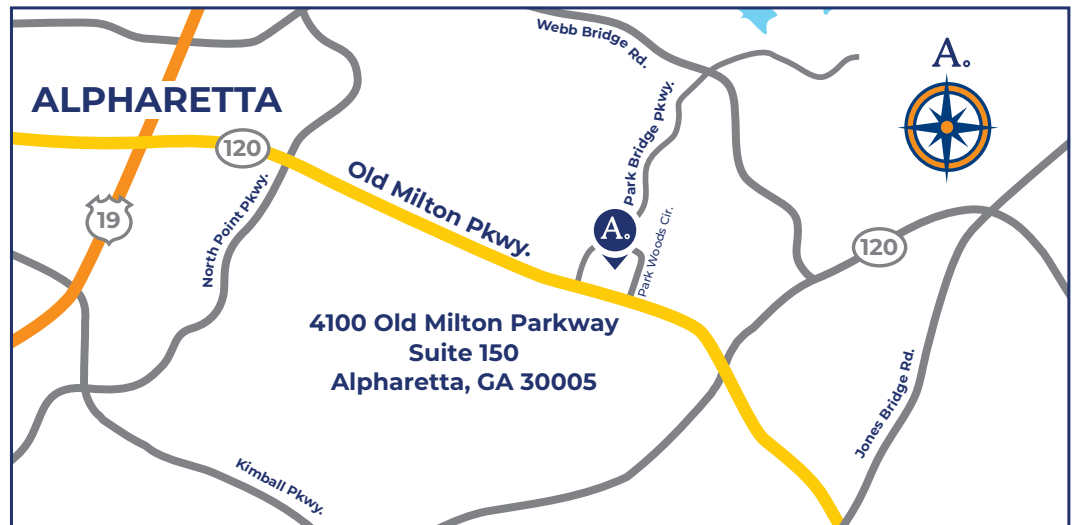 Webb Bridge Rd.
A.
ALPHARETTA
Park Bridge Pkwy.
120
Old Milton Pkwy.
North Point Pkwy.
19
A.
Park Woods Cir.
120
4100 Old Milton Parkway
Suite 150
Alpharetta, GA 30005
Jones Bridge Rd.
Kimball Pkwy.